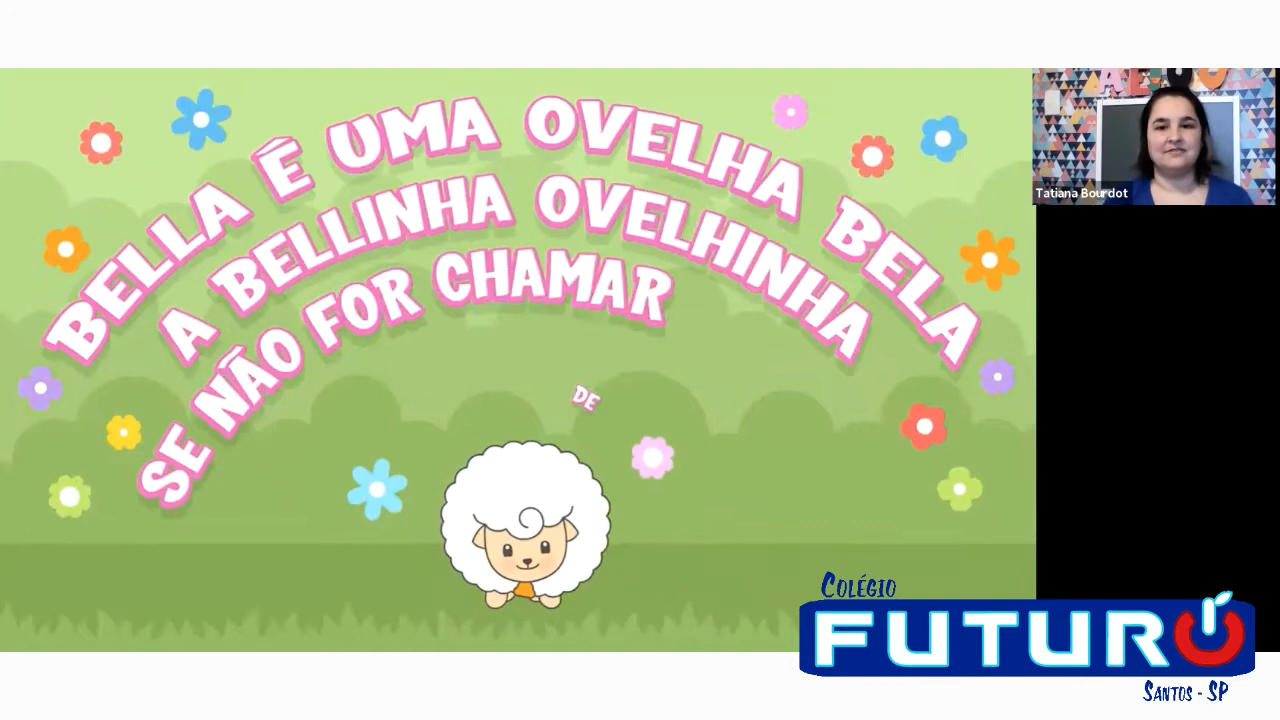 BELLA É UMA OVELHA BELA
A BELLINHA OVELHINHA
SE NÃO FOR CHAMAR
DE
Tatiana Bourdot
COLÉGIO
FUTURO
SANTOS - SP